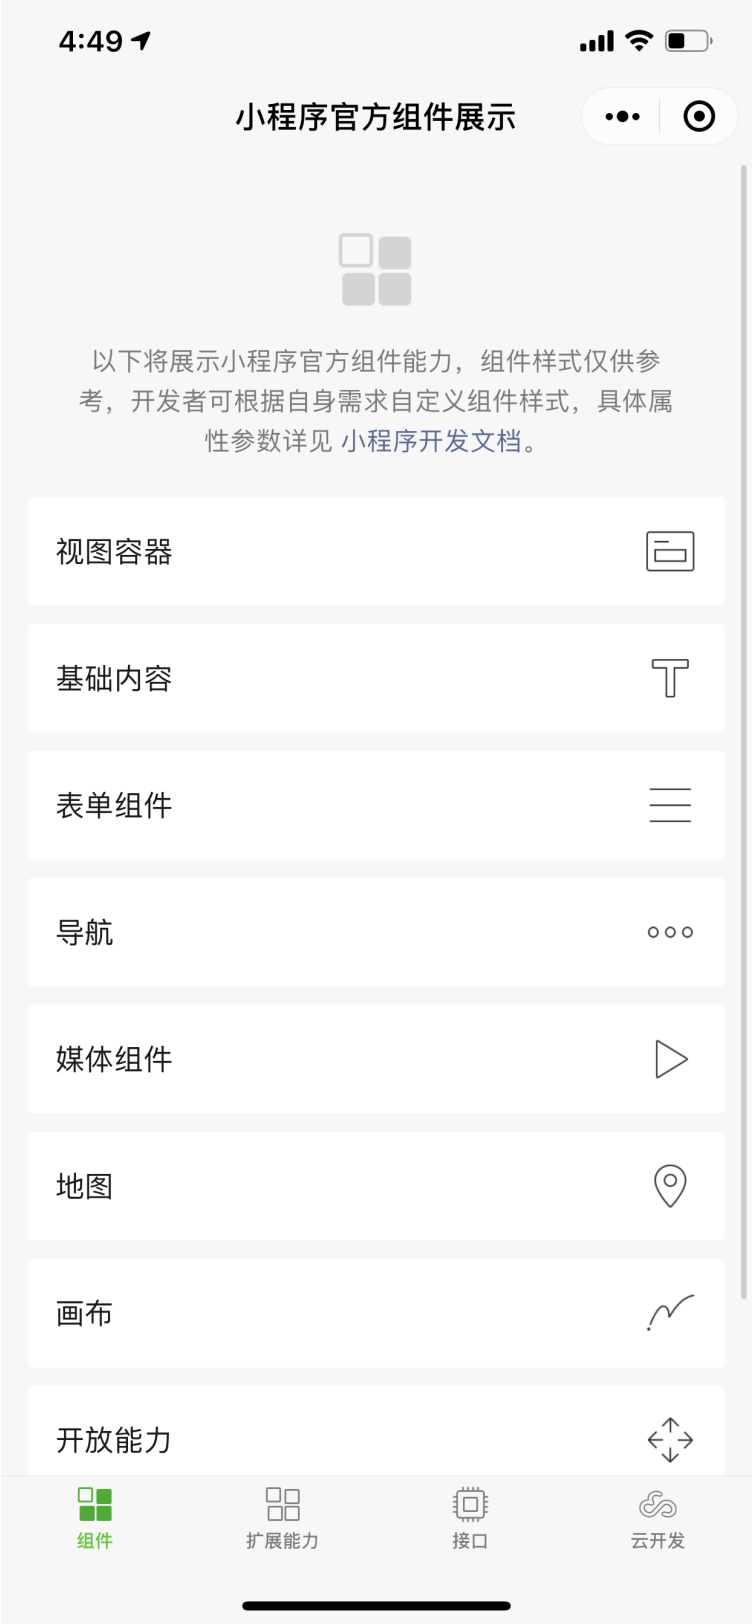 4:49
小程序官方组件展示
以下将展示小程序官方组件能力，组件样式仅供参
考，开发者可根据自身需求自定义组件样式，具体属
性参数详见 小程序开发文档。
视图容器
基础内容
表单组件
导航
媒体组件
地图
画布
开放能力
组件
扩展能力
接口
云开发